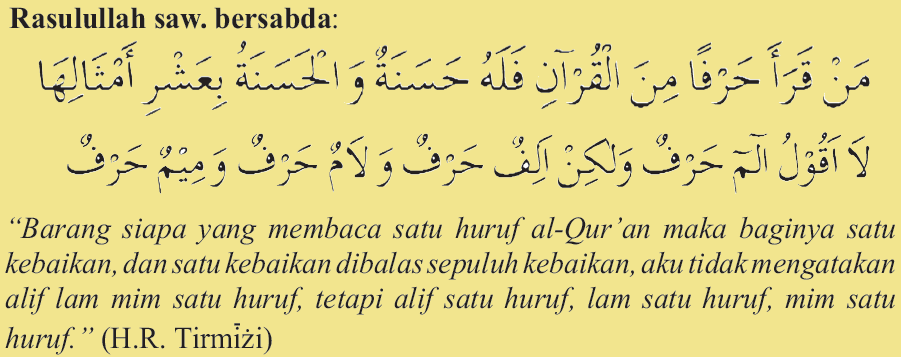 Rasulullah saw. bersabda:
مَنْ قَرَأَ حَرْفًا مِنَ الْقُرْآنِ فَلَهُ حَسَنَةٌ وَ الْحَسَنَةُ بِعَشْرِ أَمْثَالِهَا
لَا اَقُوْلُ الٓمّٓ حَرْفٌ وَلٰكِنْ اَلِفٌ حَرْفٌ وَ لَامٌ حَرْفٌ وَ مِيْمٌ حَرْفٌ
“Barang siapa yang membaca satu huruf al-Qur’an maka baginya satu
kebaikan, dan satu kebaikan dibalas sepuluh kebaikan, aku tidak mengatakan
alif lam mim satu huruf, tetapi alif satu huruf, lam satu huruf, mim satu
huruf.” (H.R. Tirmiżi)